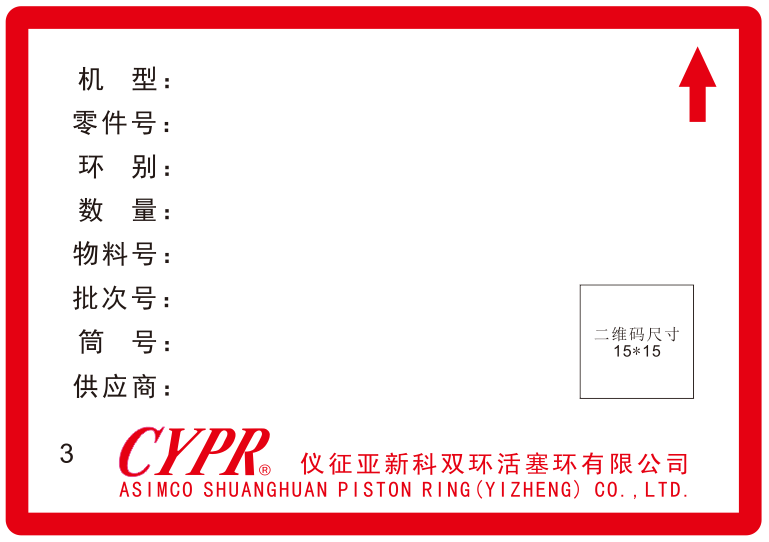 机 型：
零件号：
环 别：
数 量：
物料号：
批次号：
筒 号：
供应商：
二维码尺寸
15*15
3
CYPR®
仪征亚新科双环活塞环有限公司
ASIMCO SHUANGHUAN PISTON RING(YIZHENG) CO.,LTD.